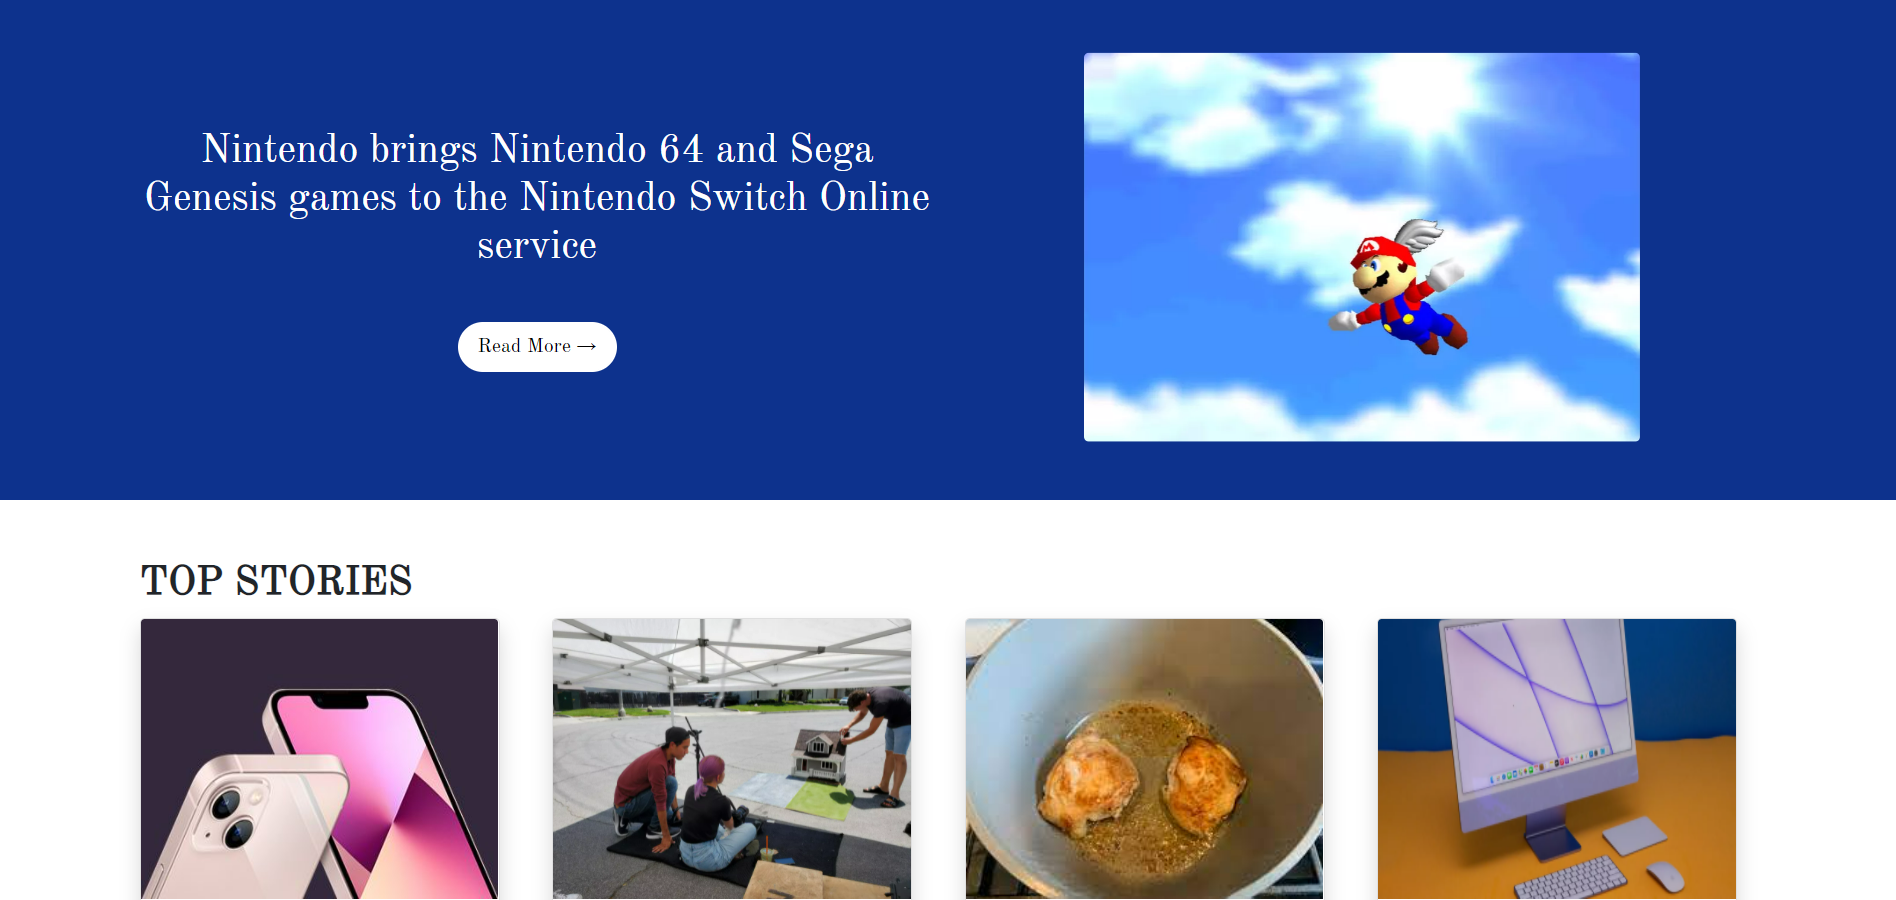 Nintendo brings Nintendo 64 and Sega
Genesis games to the Nintendo Switch Online
service
Read More →
TOP STORIES